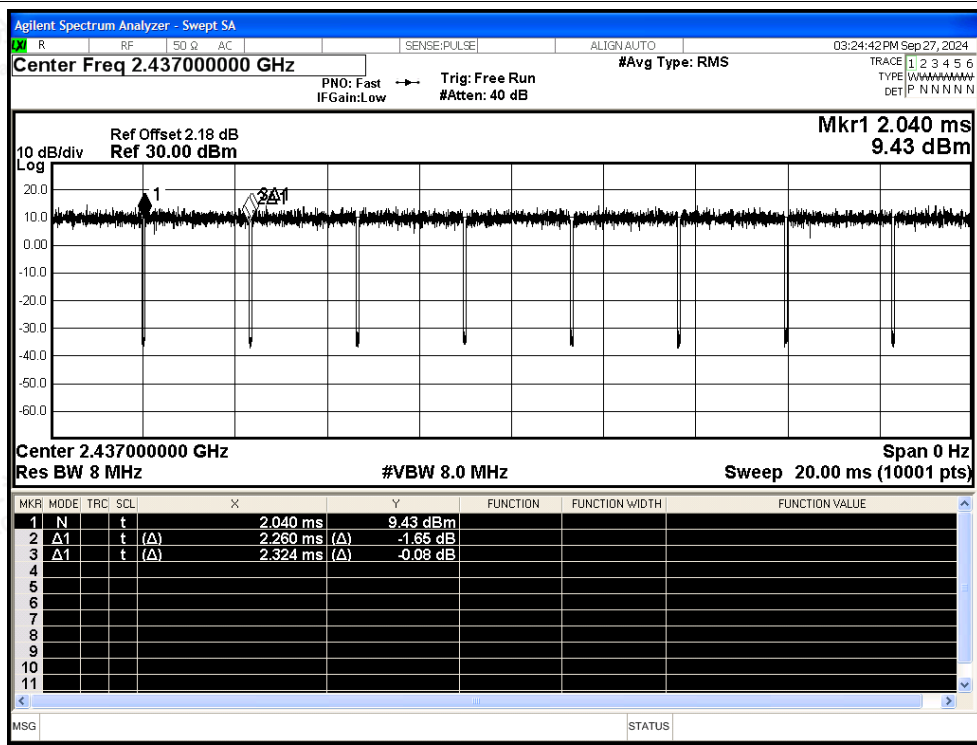 Agilent Spectrum Analyzer - Swept SA
LXI R RF 50 Ω AC SENSE:PULSE ALIGN AUTO 03:24:42 PM Sep 27, 2024
Center Freq 2.437000000 GHz #Avg Type: RMS TRACE 1 2 3 4 5 6
PNO: Fast Trig: Free Run TYPE WWWWWW
IFGain:Low #Atten: 40 dB DET P N N N N N
Mkr1 2.040 ms
Ref Offset 2.18 dB
10 dB/div Ref 30.00 dBm 9.43 dBm
Log
20.0
1
3Δ1
2Δ1
10.0
0.00
-10.0
-20.0
-30.0
-40.0
-50.0
-60.0
Center 2.437000000 GHz Span 0 Hz
Res BW 8 MHz #VBW 8.0 MHz Sweep 20.00 ms (10001 pts)
MKR MODE TRC SCL X Y FUNCTION FUNCTION WIDTH FUNCTION VALUE
1 N t 2.040 ms 9.43 dBm
2 Δ1 t (Δ) 2.260 ms (Δ) -1.65 dB
3 Δ1 t (Δ) 2.324 ms (Δ) -0.08 dB
4
5
6
7
8
9
10
11
MSG STATUS